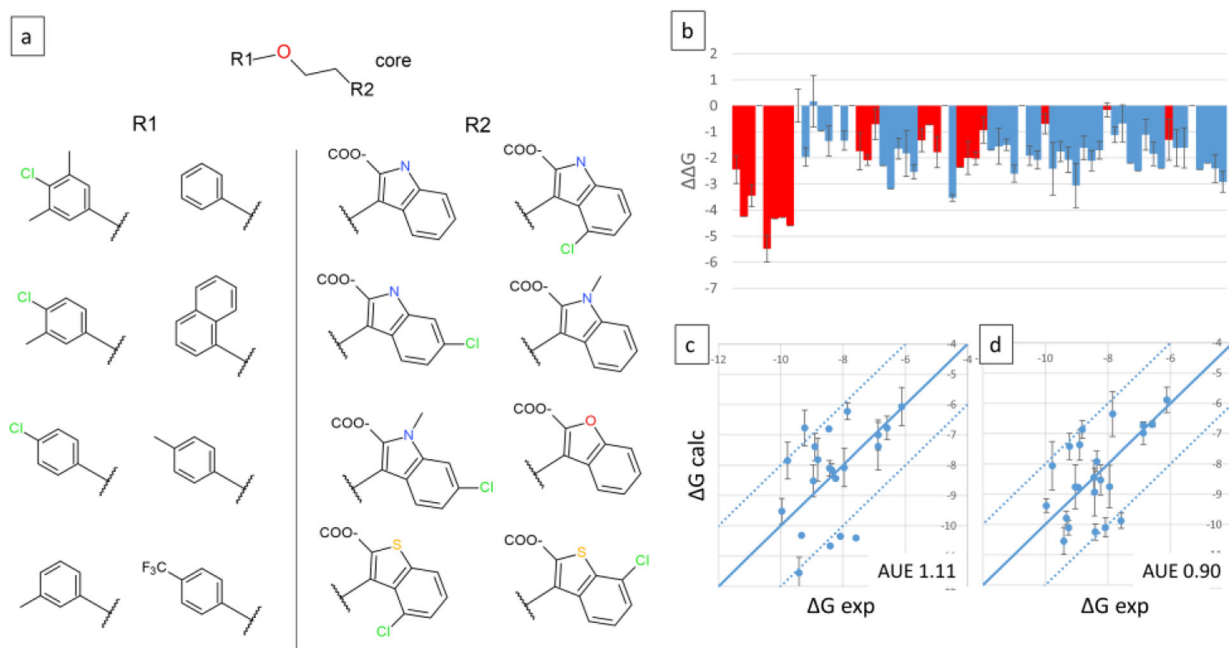 a
R1
O
R2
core
R1
R2
Cl
COO-
N
COO-
N
Cl
Cl
COO-
N
Cl
COO-
N
Cl
COO-
N
Cl
COO-
O
F3C
COO-
S
Cl
COO-
S
Cl
b
ΔΔG
2
1
0
-1
-2
-3
-4
-5
-6
-7
c
-12
-10
-8
-6
-4
-4
-5
-6
-7
-8
-9
-10
ΔG calc
AUE 1.11
ΔG exp
d
-10
-8
-6
-4
-4
-5
-6
-7
-8
-9
-10
-11
AUE 0.90
ΔG exp